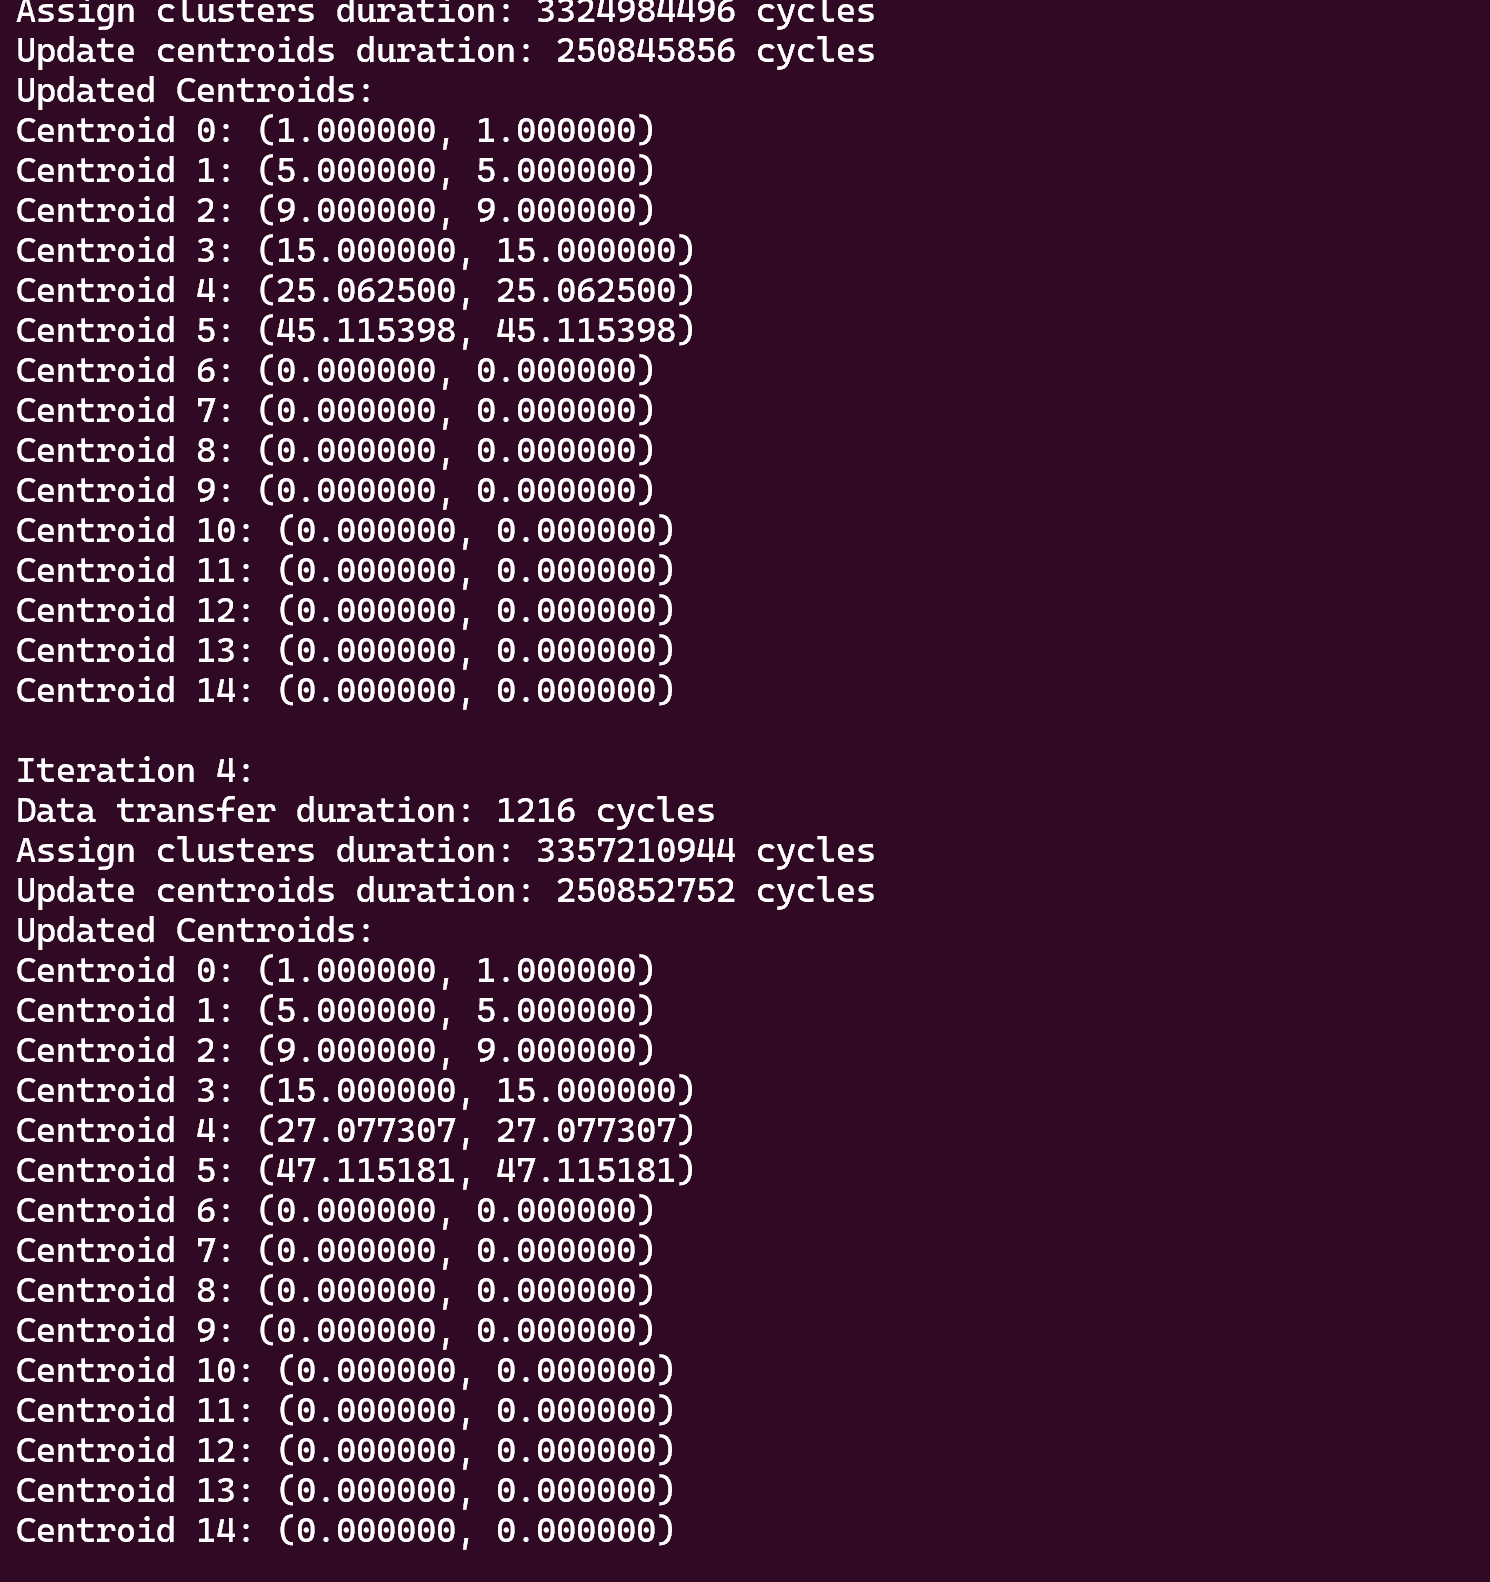 Assign clusters duration: 3324984496 cycles
Update centroids duration: 250845856 cycles
Updated Centroids:
Centroid 0: (1.000000, 1.000000)
Centroid 1: (5.000000, 5.000000)
Centroid 2: (9.000000, 9.000000)
Centroid 3: (15.000000, 15.000000)
Centroid 4: (25.062500, 25.062500)
Centroid 5: (45.115398, 45.115398)
Centroid 6: (0.000000, 0.000000)
Centroid 7: (0.000000, 0.000000)
Centroid 8: (0.000000, 0.000000)
Centroid 9: (0.000000, 0.000000)
Centroid 10: (0.000000, 0.000000)
Centroid 11: (0.000000, 0.000000)
Centroid 12: (0.000000, 0.000000)
Centroid 13: (0.000000, 0.000000)
Centroid 14: (0.000000, 0.000000)
Iteration 4:
Data transfer duration: 1216 cycles
Assign clusters duration: 3357210944 cycles
Update centroids duration: 250852752 cycles
Updated Centroids:
Centroid 0: (1.000000, 1.000000)
Centroid 1: (5.000000, 5.000000)
Centroid 2: (9.000000, 9.000000)
Centroid 3: (15.000000, 15.000000)
Centroid 4: (27.077307, 27.077307)
Centroid 5: (47.115181, 47.115181)
Centroid 6: (0.000000, 0.000000)
Centroid 7: (0.000000, 0.000000)
Centroid 8: (0.000000, 0.000000)
Centroid 9: (0.000000, 0.000000)
Centroid 10: (0.000000, 0.000000)
Centroid 11: (0.000000, 0.000000)
Centroid 12: (0.000000, 0.000000)
Centroid 13: (0.000000, 0.000000)
Centroid 14: (0.000000, 0.000000)